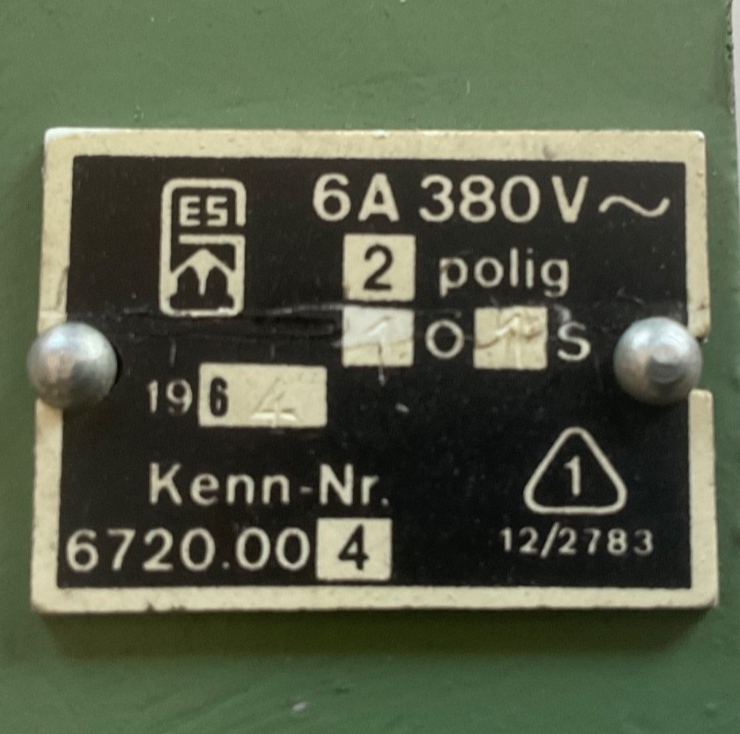 ES
6A 380V~
2 polig
1 O 1 S
1964
Kenn-Nr.
6720.004
1
12/2783